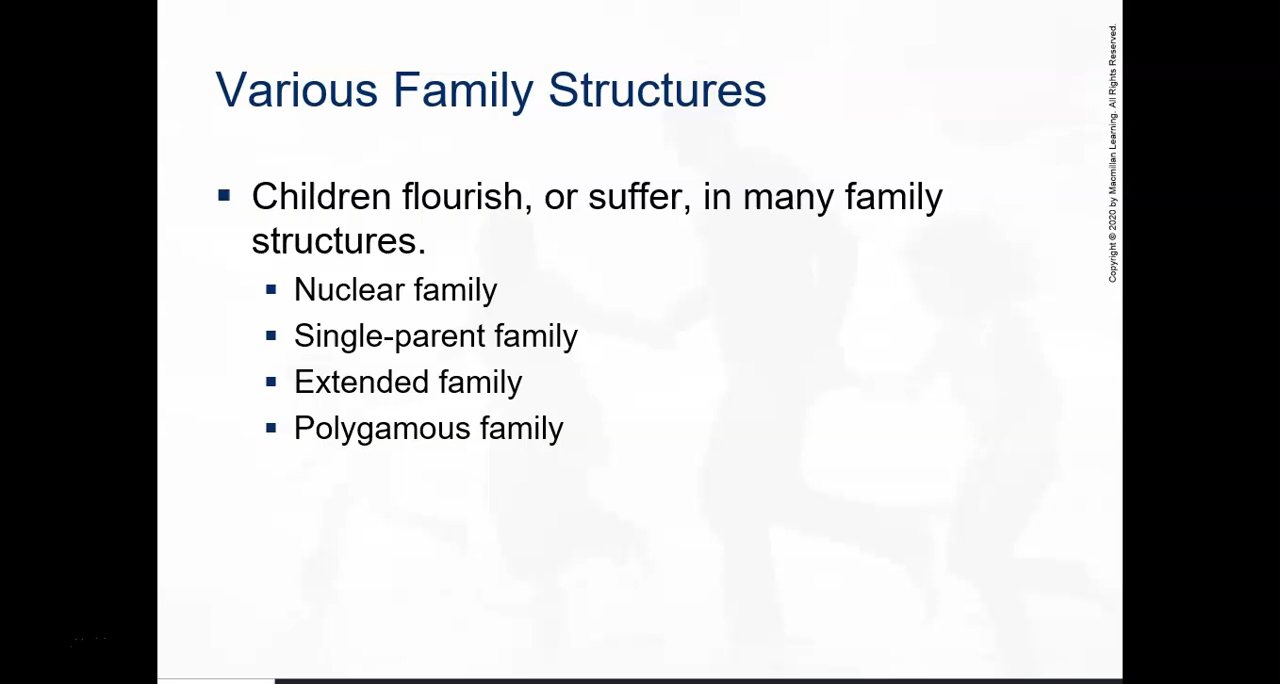 Various Family Structures
▪ Children flourish, or suffer, in many family
structures.
▪ Nuclear family
▪ Single-parent family
▪ Extended family
▪ Polygamous family
Copyright © 2020 by Macmillan Learning. All Rights Reserved.